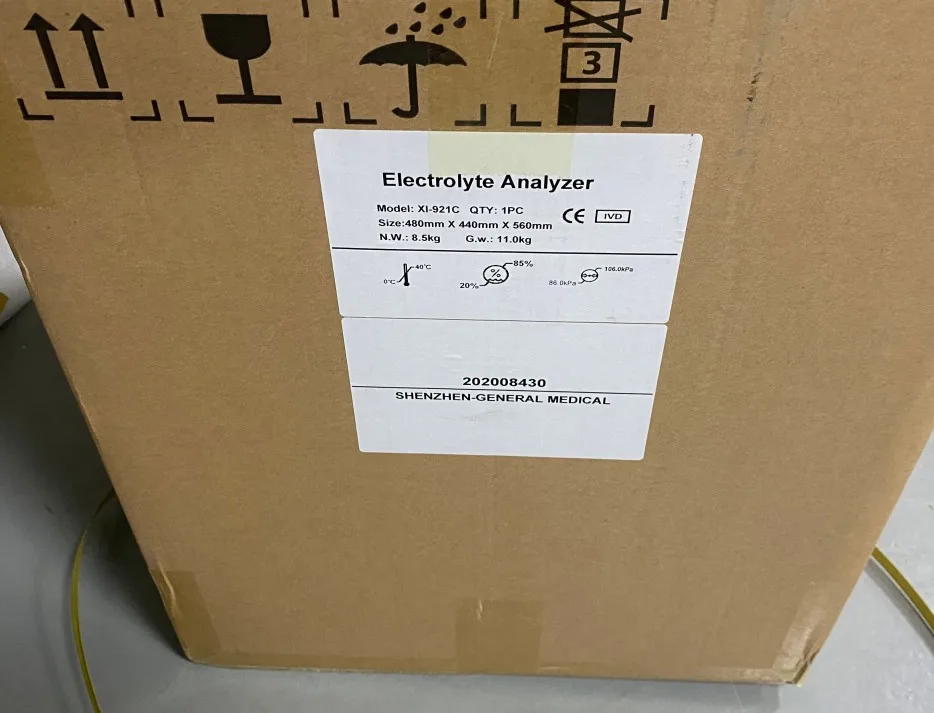 3
Electrolyte Analyzer
Model: XI-921C QTY: 1PC
CE IVD
Size:480mm X 440mm X 560mm
N.W.: 8.5kg G.w.: 11.0kg
0℃ 40℃
20% % 85%
86.0kPa 106.0kPa
202008430
SHENZHEN-GENERAL MEDICAL